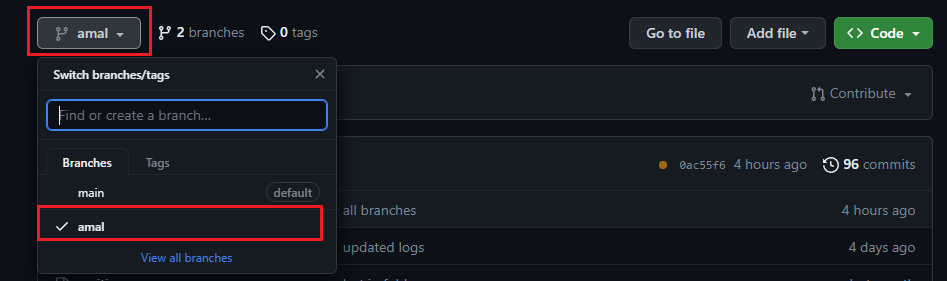 amal
2 branches
0 tags
Go to file
Add file
Code
Switch branches/tags
Contribute
Find or create a branch...
Branches
Tags
0ac55f6 4 hours ago
96 commits
main
default
all branches
4 hours ago
amal
updated logs
4 days ago
View all branches